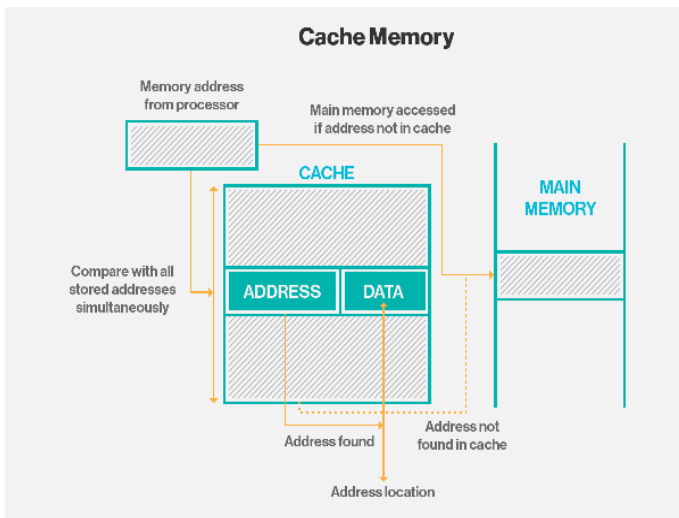 Cache Memory
Memory address
from processor
Main memory accessed
if address not in cache
CACHE
MAIN
MEMORY
Compare with all
stored addresses
simultaneously
ADDRESS
DATA
Address found
Address not
found in cache
Address location